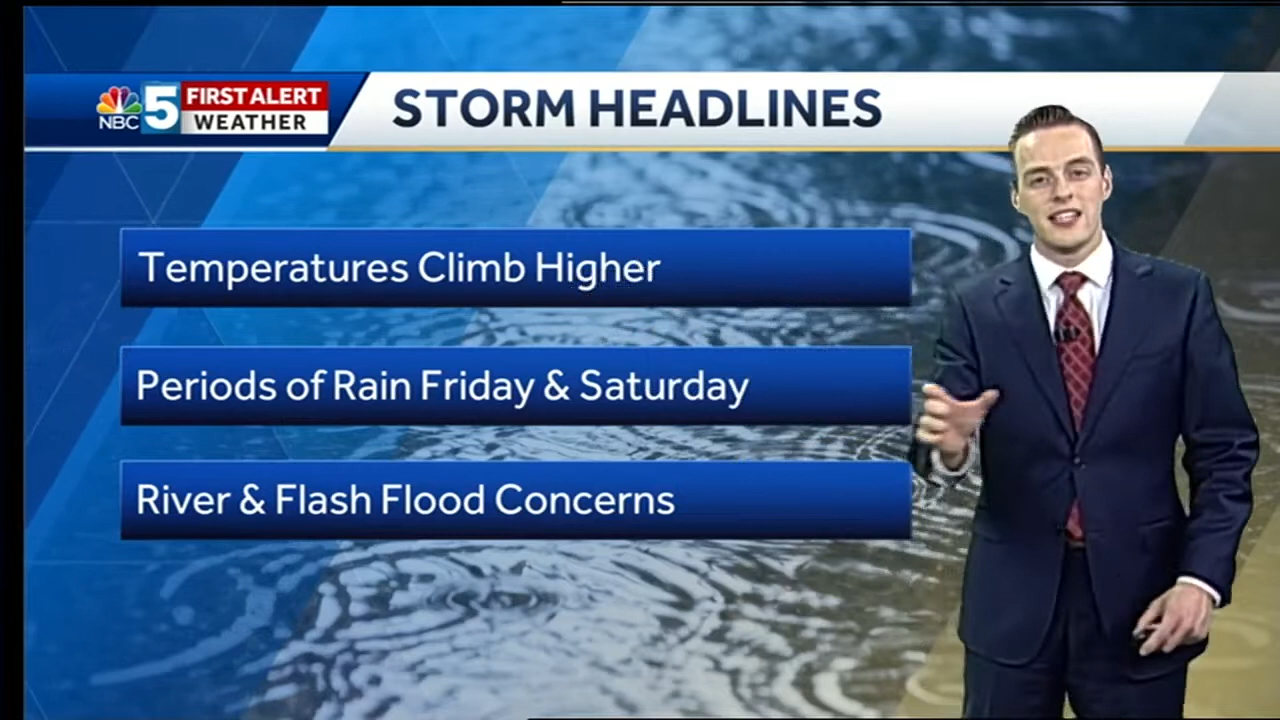 NBC 5 FIRST ALERT
WEATHER
STORM HEADLINES
Temperatures Climb Higher
Periods of Rain Friday & Saturday
River & Flash Flood Concerns